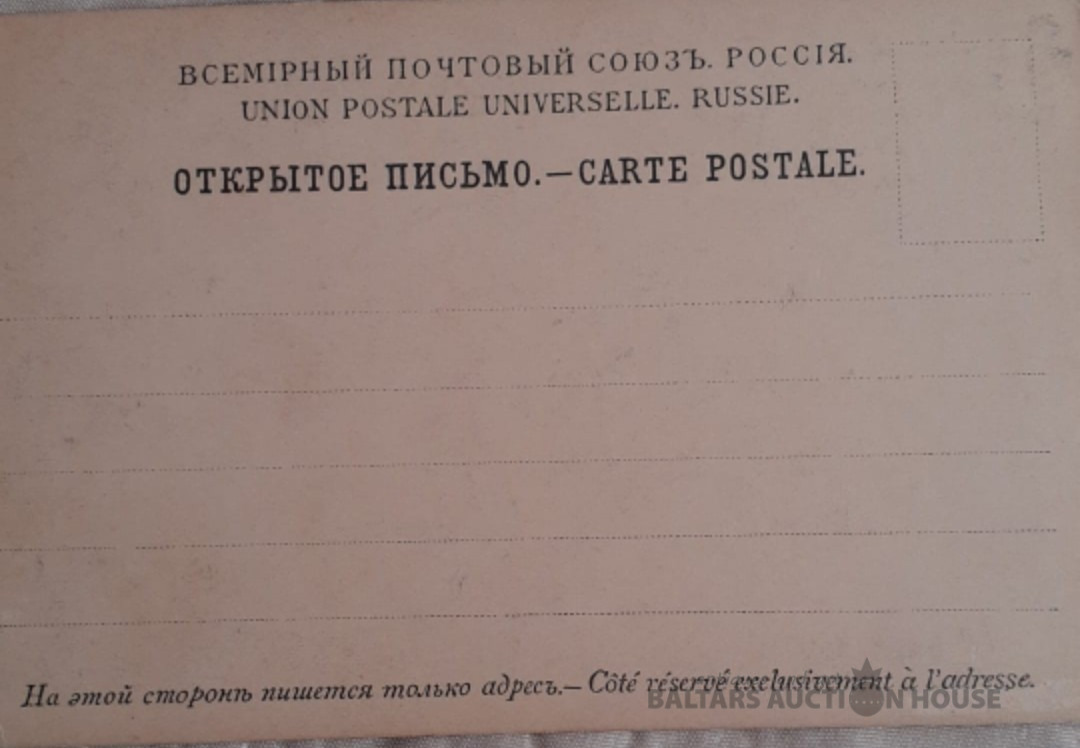 ВСЕМІРНЫЙ ПОЧТОВЫЙ СОЮЗЪ. РОССІЯ.
UNION POSTALE UNIVERSELLE. RUSSIE.
ОТКРЫТОЕ ПИСЬМО.—CARTE POSTALE.
На этой сторонѣ пишется только адресъ.—Côté réservé exclusivement à l'adresse.
BALTARS AUCTION HOUSE